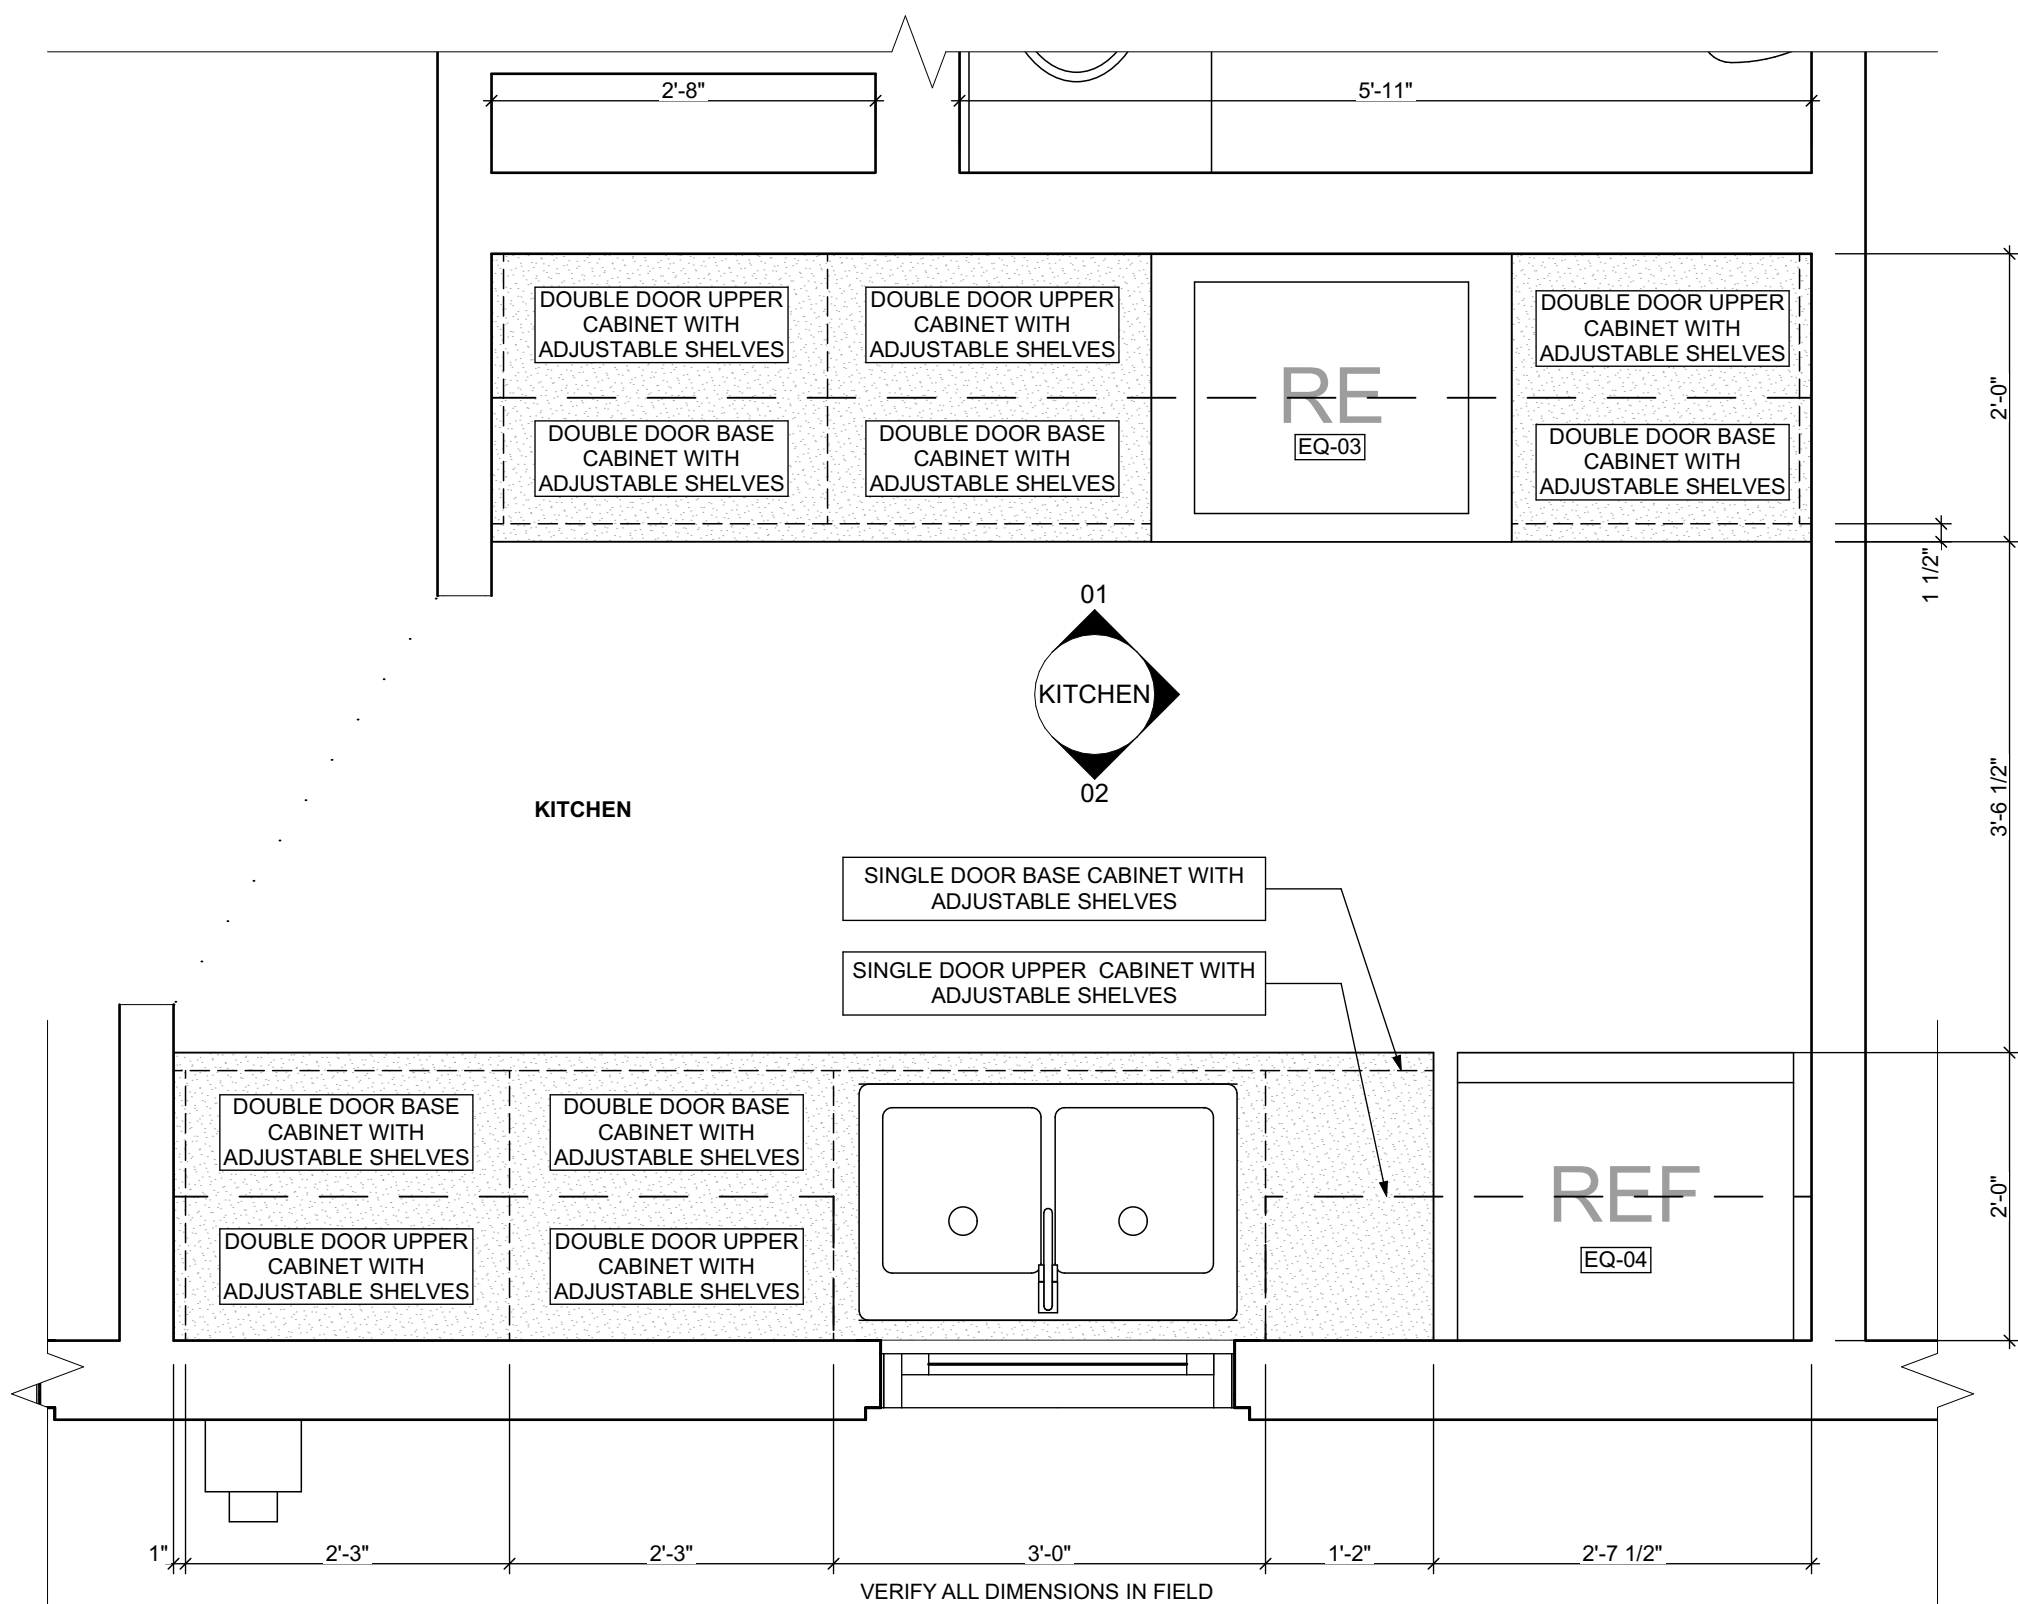 2'-8"
5'-11"
DOUBLE DOOR UPPER
CABINET WITH
ADJUSTABLE SHELVES
DOUBLE DOOR UPPER
CABINET WITH
ADJUSTABLE SHELVES
DOUBLE DOOR UPPER
CABINET WITH
ADJUSTABLE SHELVES
RE
EQ-03
2'-0"
DOUBLE DOOR BASE
CABINET WITH
ADJUSTABLE SHELVES
DOUBLE DOOR BASE
CABINET WITH
ADJUSTABLE SHELVES
DOUBLE DOOR BASE
CABINET WITH
ADJUSTABLE SHELVES
1 1/2"
01
KITCHEN
02
KITCHEN
3'-6 1/2"
SINGLE DOOR BASE CABINET WITH
ADJUSTABLE SHELVES
SINGLE DOOR UPPER CABINET WITH
ADJUSTABLE SHELVES
DOUBLE DOOR BASE
CABINET WITH
ADJUSTABLE SHELVES
DOUBLE DOOR BASE
CABINET WITH
ADJUSTABLE SHELVES
REF
EQ-04
2'-0"
DOUBLE DOOR UPPER
CABINET WITH
ADJUSTABLE SHELVES
DOUBLE DOOR UPPER
CABINET WITH
ADJUSTABLE SHELVES
1"
2'-3"
2'-3"
3'-0"
1'-2"
2'-7 1/2"
VERIFY ALL DIMENSIONS IN FIELD